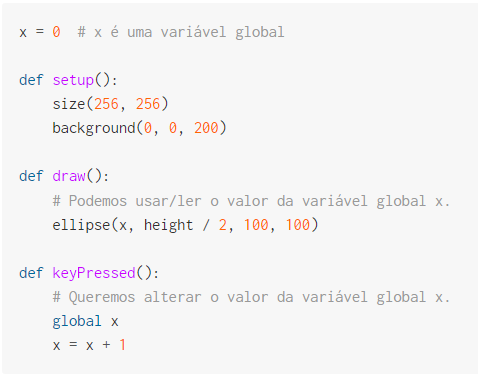 x = 0  # x é uma variável global

def setup():
    size(256, 256)
    background(0, 0, 200)

def draw():
    # Podemos usar/ler o valor da variável global x.
    ellipse(x, height / 2, 100, 100)

def keyPressed():
    # Queremos alterar o valor da variável global x.
    global x
    x = x + 1